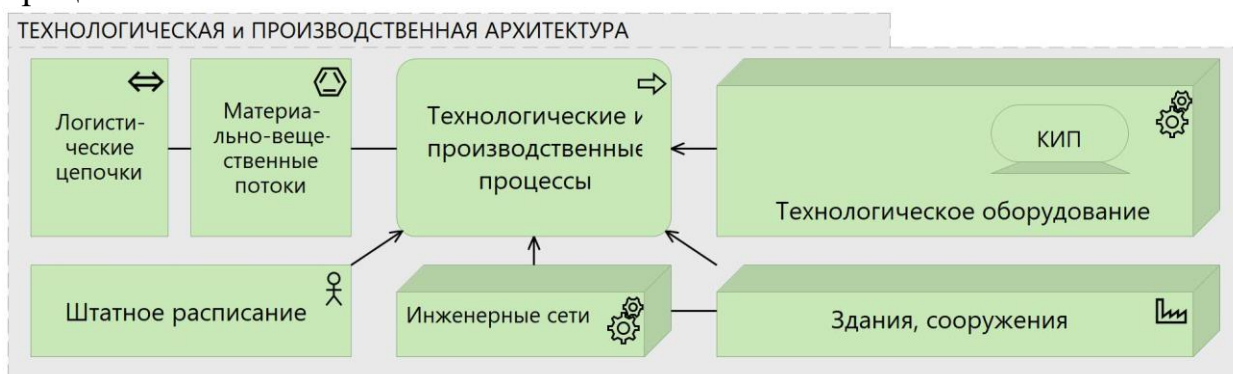 ТЕХНОЛОГИЧЕСКАЯ и ПРОИЗВОДСТВЕННАЯ АРХИТЕКТУРА
Логисти-
ческие
цепочки
Материа-
льно-веще-
ственные
потоки
Технологические и
производственные
процессы
КИП
Технологическое оборудование
Штатное расписание
Инженерные сети
Здания, сооружения